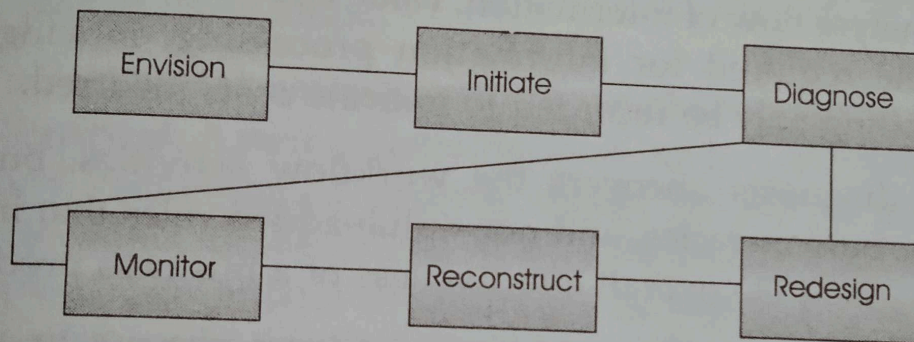 Envision
Initiate
Diagnose
Monitor
Reconstruct
Redesign